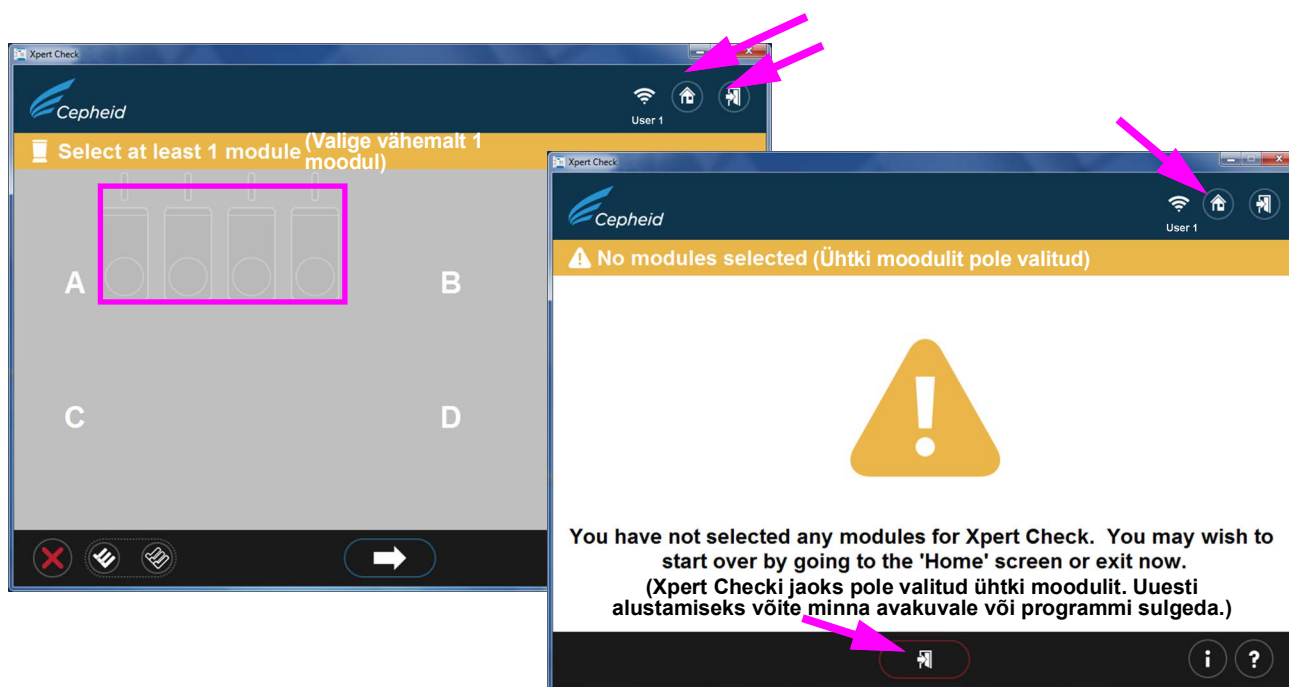 Xpert Check
Cepheid
User 1
Select at least 1 module (Valige vähemalt 1
moodul)
A
B
C
D
Xpert Check
Cepheid
User 1
No modules selected (Ühtki moodulit pole valitud)
You have not selected any modules for Xpert Check. You may wish to
start over by going to the 'Home' screen or exit now.
(Xpert Checki jaoks pole valitud ühtki moodulit. Uuesti
alustamiseks võite minna avakuvale või programmi sulgeda.)
i
?